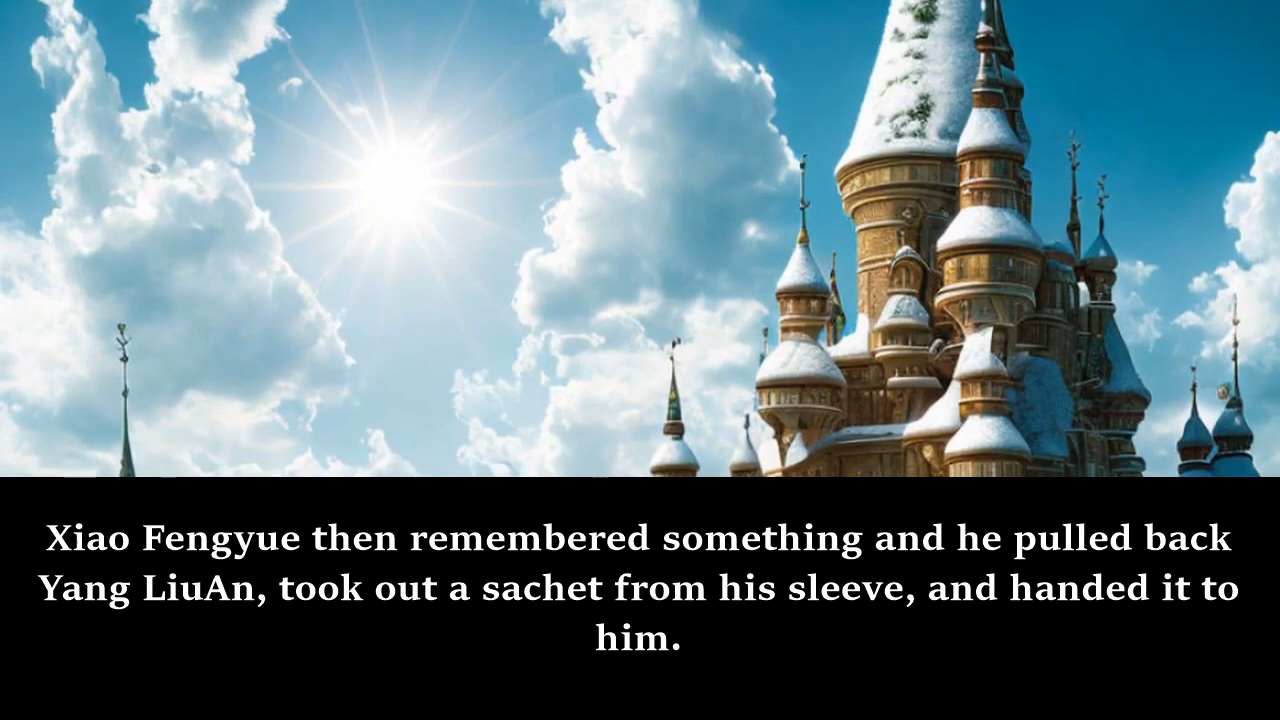 Xiao Fengyue then remembered something and he pulled back
Yang LiuAn, took out a sachet from his sleeve, and handed it to
him.